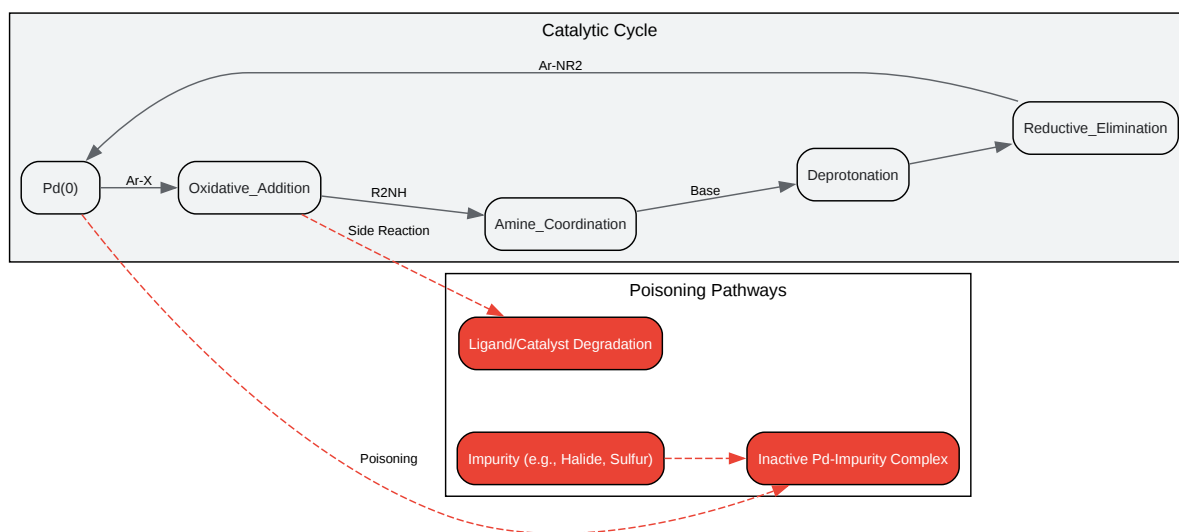 Catalytic Cycle
Ar-NR2
Reductive_Elimination
Pd(0)
Ar-X
Oxidative_Addition
R2NH
Amine_Coordination
Base
Deprotonation
Side Reaction
Poisoning Pathways
Ligand/Catalyst Degradation
Poisoning
Impurity (e.g., Halide, Sulfur)
Inactive Pd-Impurity Complex